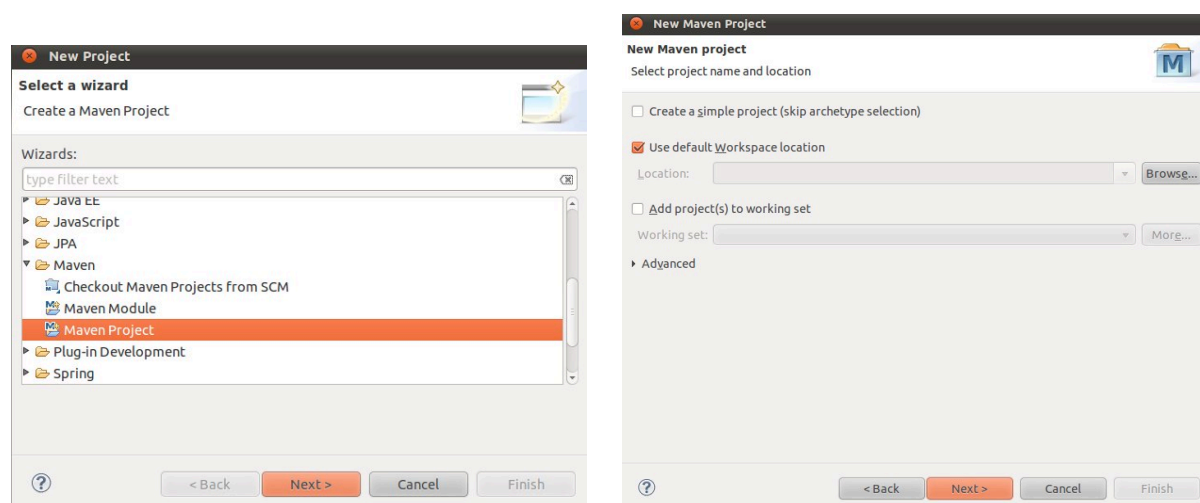 New Project
Select a wizard
Create a Maven Project
Wizards:
type filter text
Java EE
JavaScript
JPA
Maven
Checkout Maven Projects from SCM
Maven Module
Maven Project
Plug-in Development
Spring
< Back Next > Cancel Finish
New Maven Project
New Maven project
Select project name and location
M
Create a simple project (skip archetype selection)
Use default Workspace location
Location: Browse...
Add project(s) to working set
Working set: More...
Advanced
< Back Next > Cancel Finish